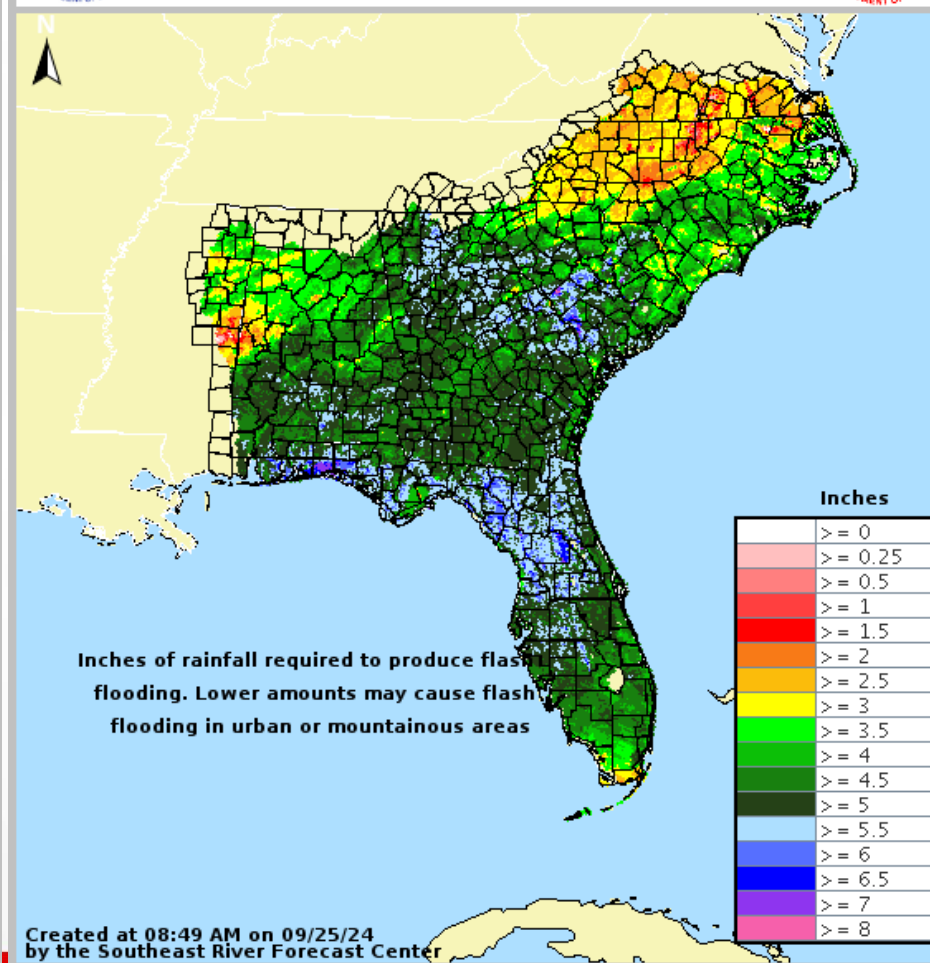 N
Inches
>= 0
>= 0.25
>= 0.5
>= 1
>= 1.5
>= 2
>= 2.5
>= 3
>= 3.5
>= 4
>= 4.5
>= 5
>= 5.5
>= 6
>= 6.5
>= 7
>= 8
Inches of rainfall required to produce flash
flooding. Lower amounts may cause flash
flooding in urban or mountainous areas
Created at 08:49 AM on 09/25/24
by the Southeast River Forecast Center